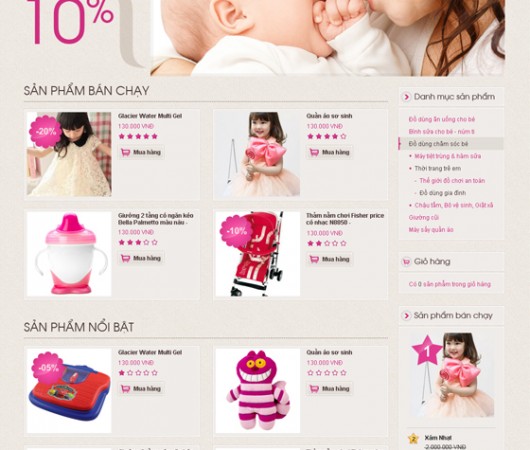 10%
SẢN PHẨM BÁN CHẠY
-20%
Glacier Water Multi Gel
130.000 VNĐ
Mua hàng
Quần áo sơ sinh
130.000 VNĐ
Mua hàng
Giường 2 tầng có ngăn kéo
Bella Palmetto màu nâu -
130.000 VNĐ
Mua hàng
-10%
Thảm nằm chơi Fisher price
có nhạc N8850 -
130.000 VNĐ
Mua hàng
SẢN PHẨM NỔI BẬT
-05%
Glacier Water Multi Gel
130.000 VNĐ
Mua hàng
Quần áo sơ sinh
130.000 VNĐ
Mua hàng
Danh mục sản phẩm
Đồ dùng ăn uống cho bé
Bình sữa cho bé - núm ti
Đồ dùng chăm sóc bé
Máy tiệt trùng & hâm sữa
Thời trang trẻ em
- Thế giới đồ chơi an toàn
- Đồ dùng gia đình
Chậu tắm, Đồ vệ sinh, Giặt xả
Giường cũi
Máy sấy quần áo
Giỏ hàng
Có 0 sản phẩm trong giỏ hàng
Sản phẩm bán chạy
1
2
Xám Nhạt
2.000.000 VNĐ